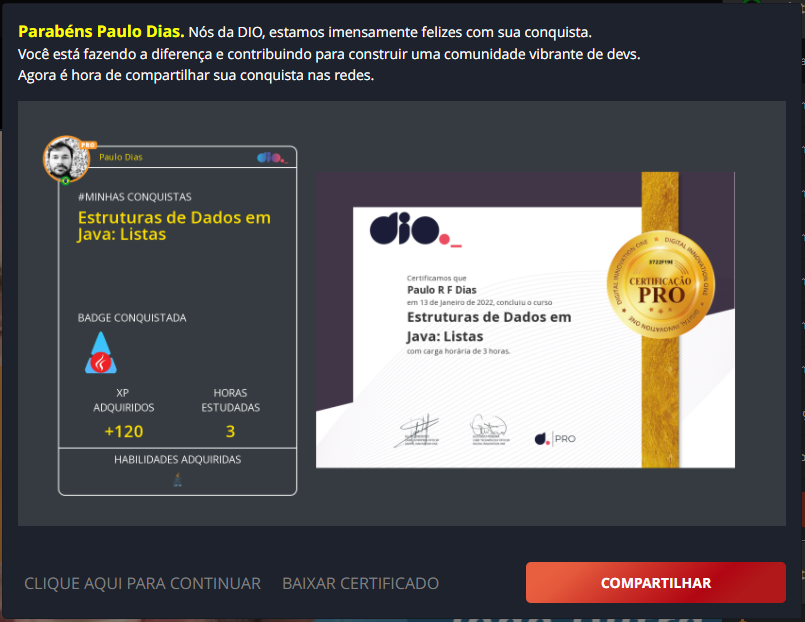 Parabéns Paulo Dias. Nós da DIO, estamos imensamente felizes com sua conquista.
Você está fazendo a diferença e contribuindo para construir uma comunidade vibrante de devs.
Agora é hora de compartilhar sua conquista nas redes.
PRO
Paulo Dias
dio._
#MINHAS CONQUISTAS
Estruturas de Dados em
Java: Listas
BADGE CONQUISTADA
XP
ADQUIRIDOS
+120
HORAS
ESTUDADAS
3
HABILIDADES ADQUIRIDAS
dio._
Certificamos que
Paulo R F Dias
em 13 de Janeiro de 2022, concluiu o curso
Estruturas de Dados em
Java: Listas
com carga horária de 3 horas.
DIGITAL INNOVATION ONE
CERTIFICAÇÃO
PRO
DIGITAL INNOVATION ONE
d. PRO
CLIQUE AQUI PARA CONTINUAR
BAIXAR CERTIFICADO
COMPARTILHAR